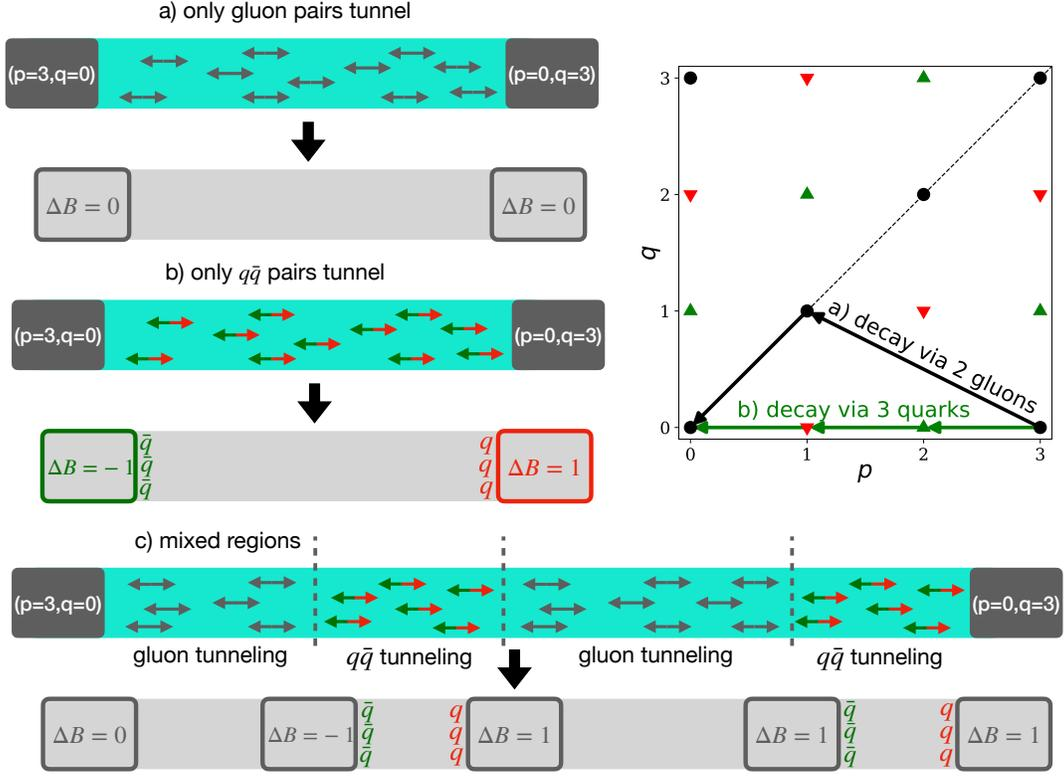 a) only gluon pairs tunnel
(p=3,q=0) (p=0,q=3)
ΔB = 0 ΔB = 0
b) only qq̄ pairs tunnel
(p=3,q=0) (p=0,q=3)
q̄ q
ΔB = − 1 q̄ q ΔB = 1
q̄ q
3
2
1
0
q
a) decay via 2 gluons
b) decay via 3 quarks
0 1 2 3
p
c) mixed regions
(p=3,q=0) (p=0,q=3)
gluon tunneling qq̄ tunneling gluon tunneling qq̄ tunneling
q̄ q q̄ q
ΔB = 0 ΔB = − 1 q̄ q ΔB = 1 ΔB = 1 q̄ q ΔB = 1
q̄ q q̄ q